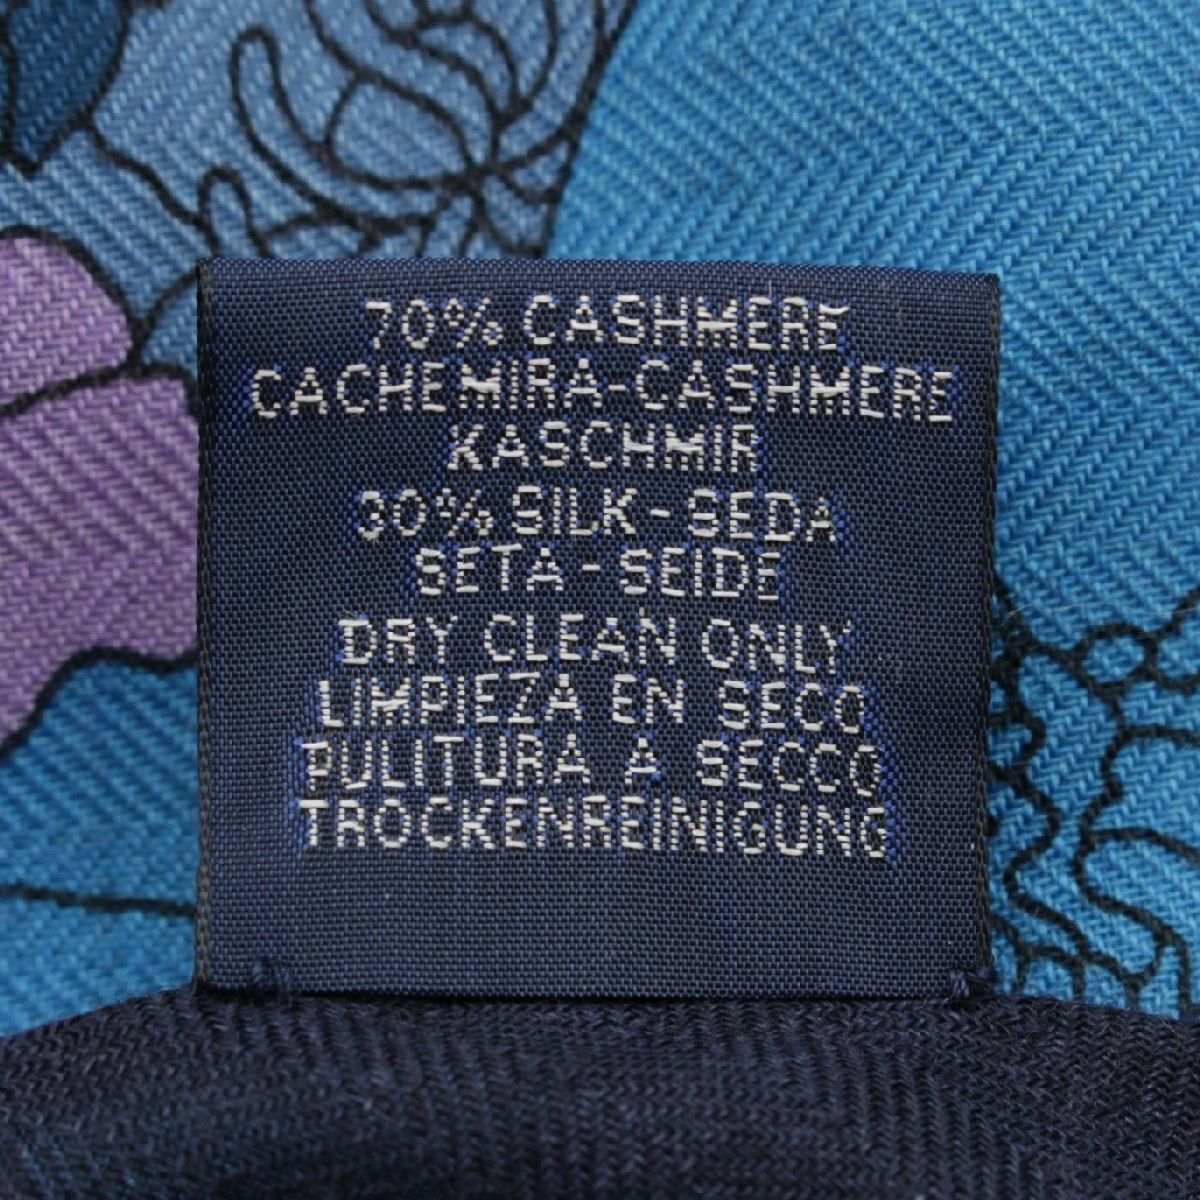 70% CASHMERE
CACHEMIRA-CASHMERE
KASCHMIR
30% SILK-SEDA
SETA-SEIDE
DRY CLEAN ONLY
LIMPIEZA EN SECO
PULITURA A SECCO
TROCKENREINIGUNG